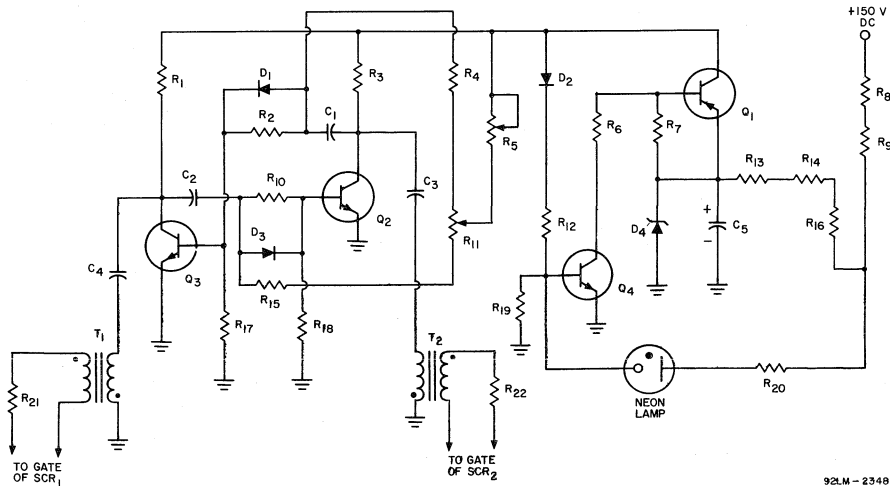 +150 V
DC
R1
D1
R3
R4
D2
Q1
R8
R2
C1
R5
R6
R7
R9
C2
R10
Q2
C3
R13
R14
D3
R11
R12
D4
+
C5
-
R16
C4
Q3
R15
Q4
R19
R17
R18
T1
T2
R21
R22
NEON
LAMP
R20
TO GATE
OF SCR1
TO GATE
OF SCR2
92LM-2348